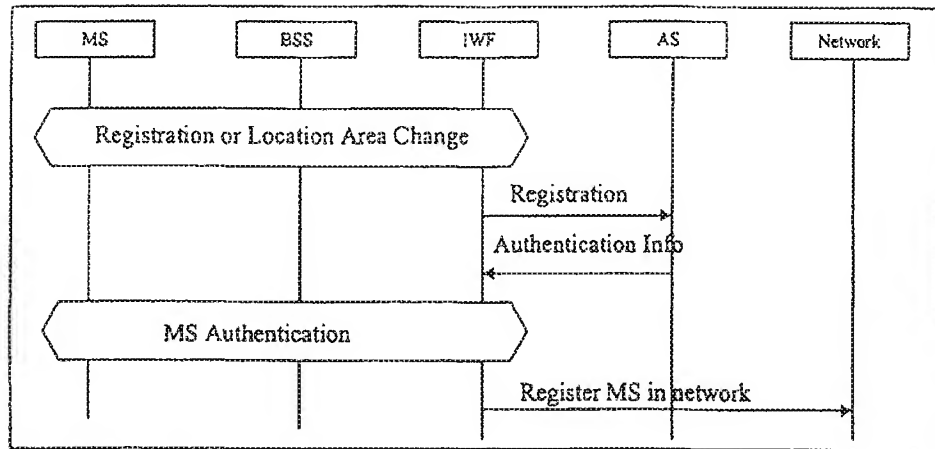 MS BSS IWF AS Network
Registration or Location Area Change
Registration
Authentication Info
MS Authentication
Register MS in network